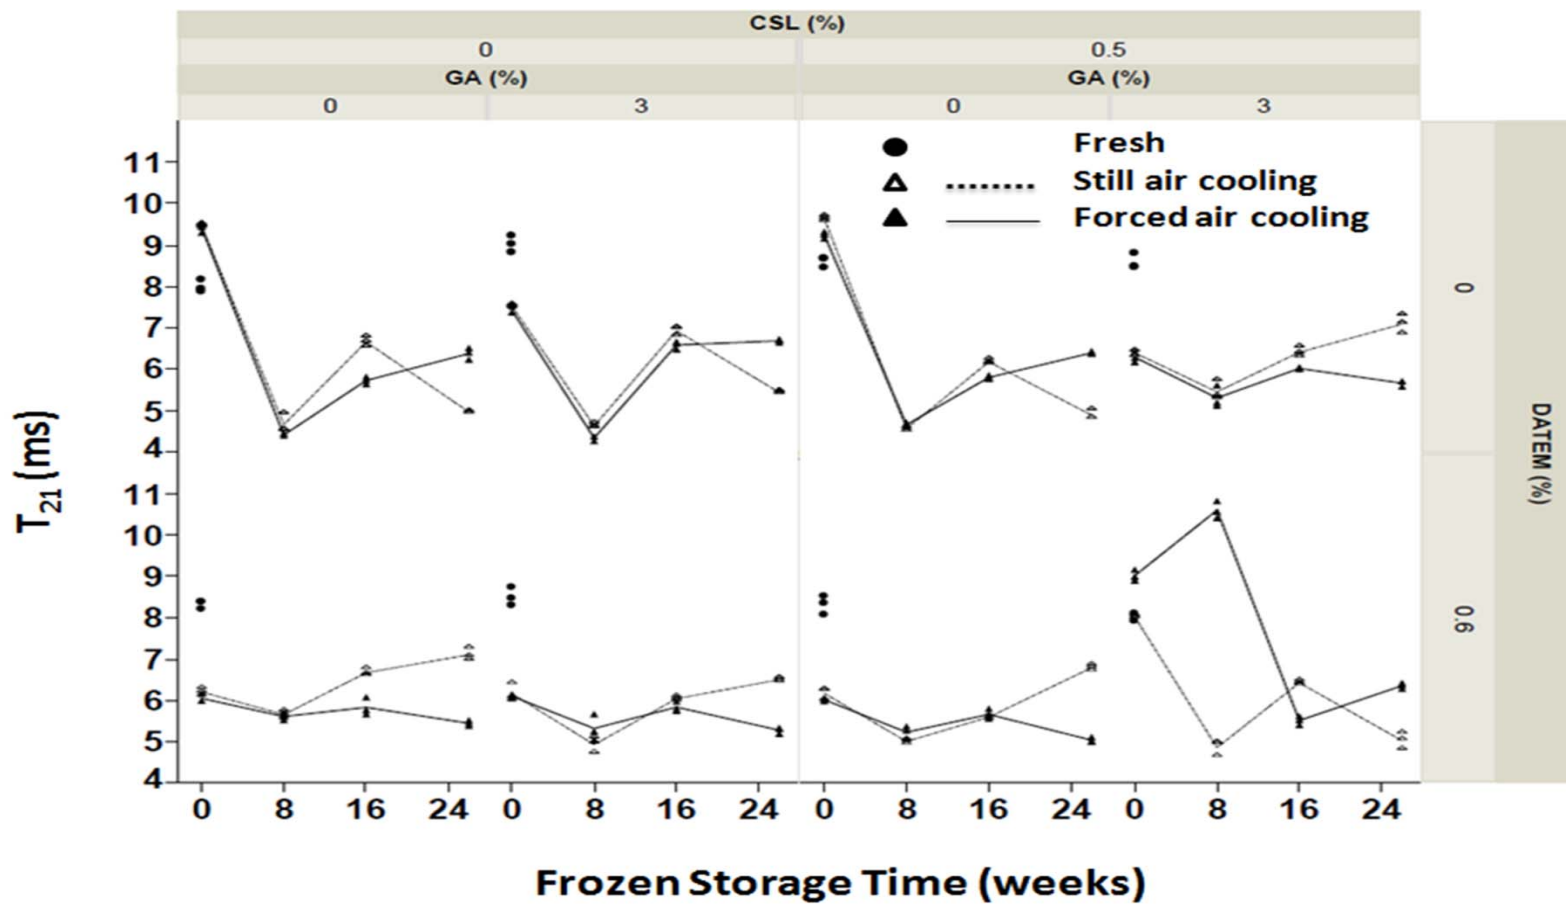 CSL (%)
0 0.5
GA (%) GA (%)
0 3 0 3
Fresh
Still air cooling
Forced air cooling
11
10
9
8
7
6
5
4
11
10
9
8
7
6
5
4
T21 (ms)
0
0.6
DATEM (%)
0 8 16 24 0 8 16 24 0 8 16 24 0 8 16 24
Frozen Storage Time (weeks)